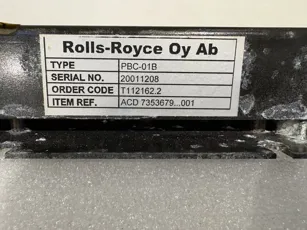 Rolls-Royce Oy Ab
TYPE PBC-01B
SERIAL NO. 20011208
ORDER CODE T112162.2
ITEM REF. ACD 7353679...001